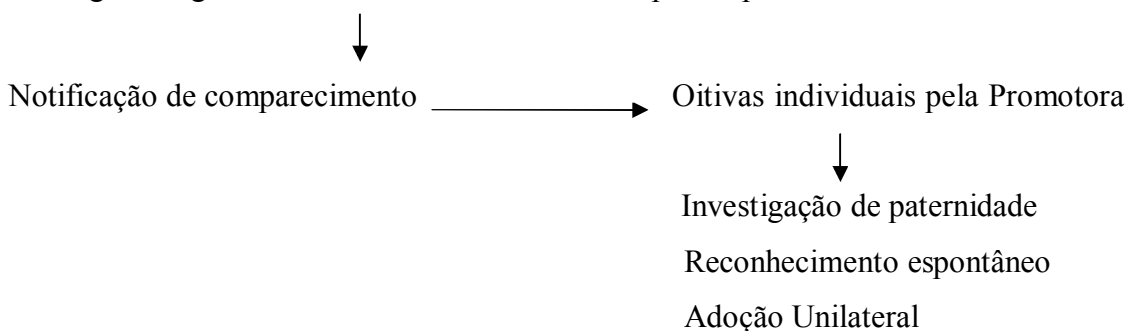 Notificação de comparecimento Oitivas individuais pela Promotora
Investigação de paternidade
Reconhecimento espontâneo
Adoção Unilateral